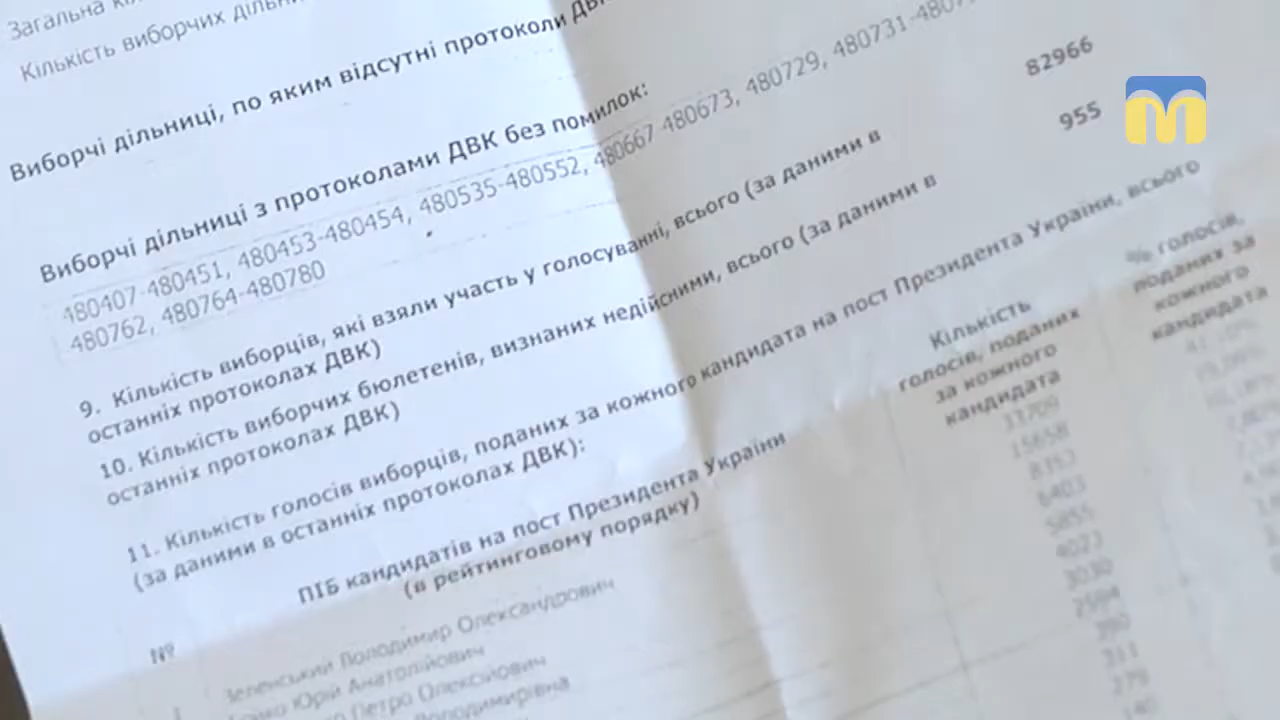 Загальна
Кількість виборчих дільн
Виборчі дільниці, по яким відсутні протоколи ДВК
Виборчі дільниці з протоколами ДВК без помилок:
480407-480451, 480453-480454, 480535-480552, 480667 480673, 480729, 480731-4807
480762, 480764-480780
9. Кількість виборців, які взяли участь у голосуванні, всього (за даними в 82966
останніх протоколах ДВК)
10. Кількість виборчих бюлетенів, визнаних недійсними, всього (за даними в 955
останніх протоколах ДВК)
11. Кількість голосів виборців, поданих за кожного кандидата на пост Президента України, всього
(за даними в останніх протоколах ДВК):
№
ПІБ кандидатів на пост Президента України
(в рейтинговому порядку)
Кількість
голосів, поданих
за кожного
кандидата
% голосів,
поданих за
кожного
кандидата
1 Зеленський Володимир Олександрович
Юрій Анатолійович
Петро Олексійович
Володимирівна
15658
6403
5855
4023
3030
2594
311
279